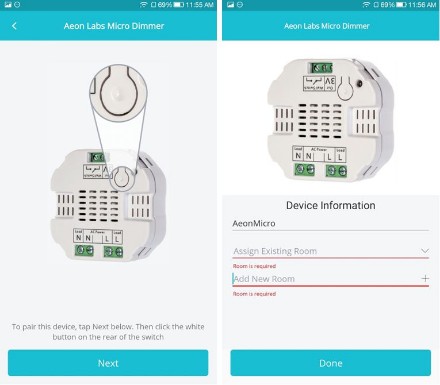 69% 11:55 AM
Aeon Labs Micro Dimmer
Load AC Power Load
N N L L
To pair this device, tap Next below. Then click the white
button on the rear of the switch
Next
69% 11:56 AM
Aeon Labs Micro Dimmer
Load AC Power Load
N N L L
Device Information
AeonMicro
Assign Existing Room
Room is required
Add New Room
Room is required
Done